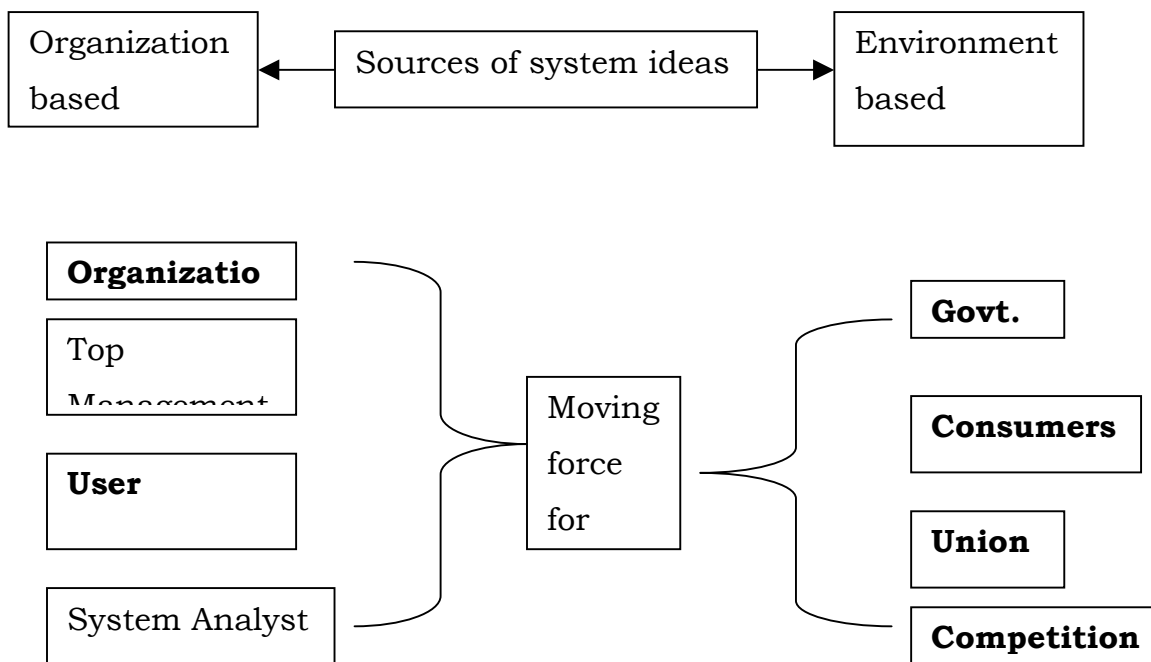 Organization
based
Sources of system ideas
Environment
based
Organizatio
Top
Management
User
System Analyst
Moving
force
for
Govt.
Consumers
Union
Competition